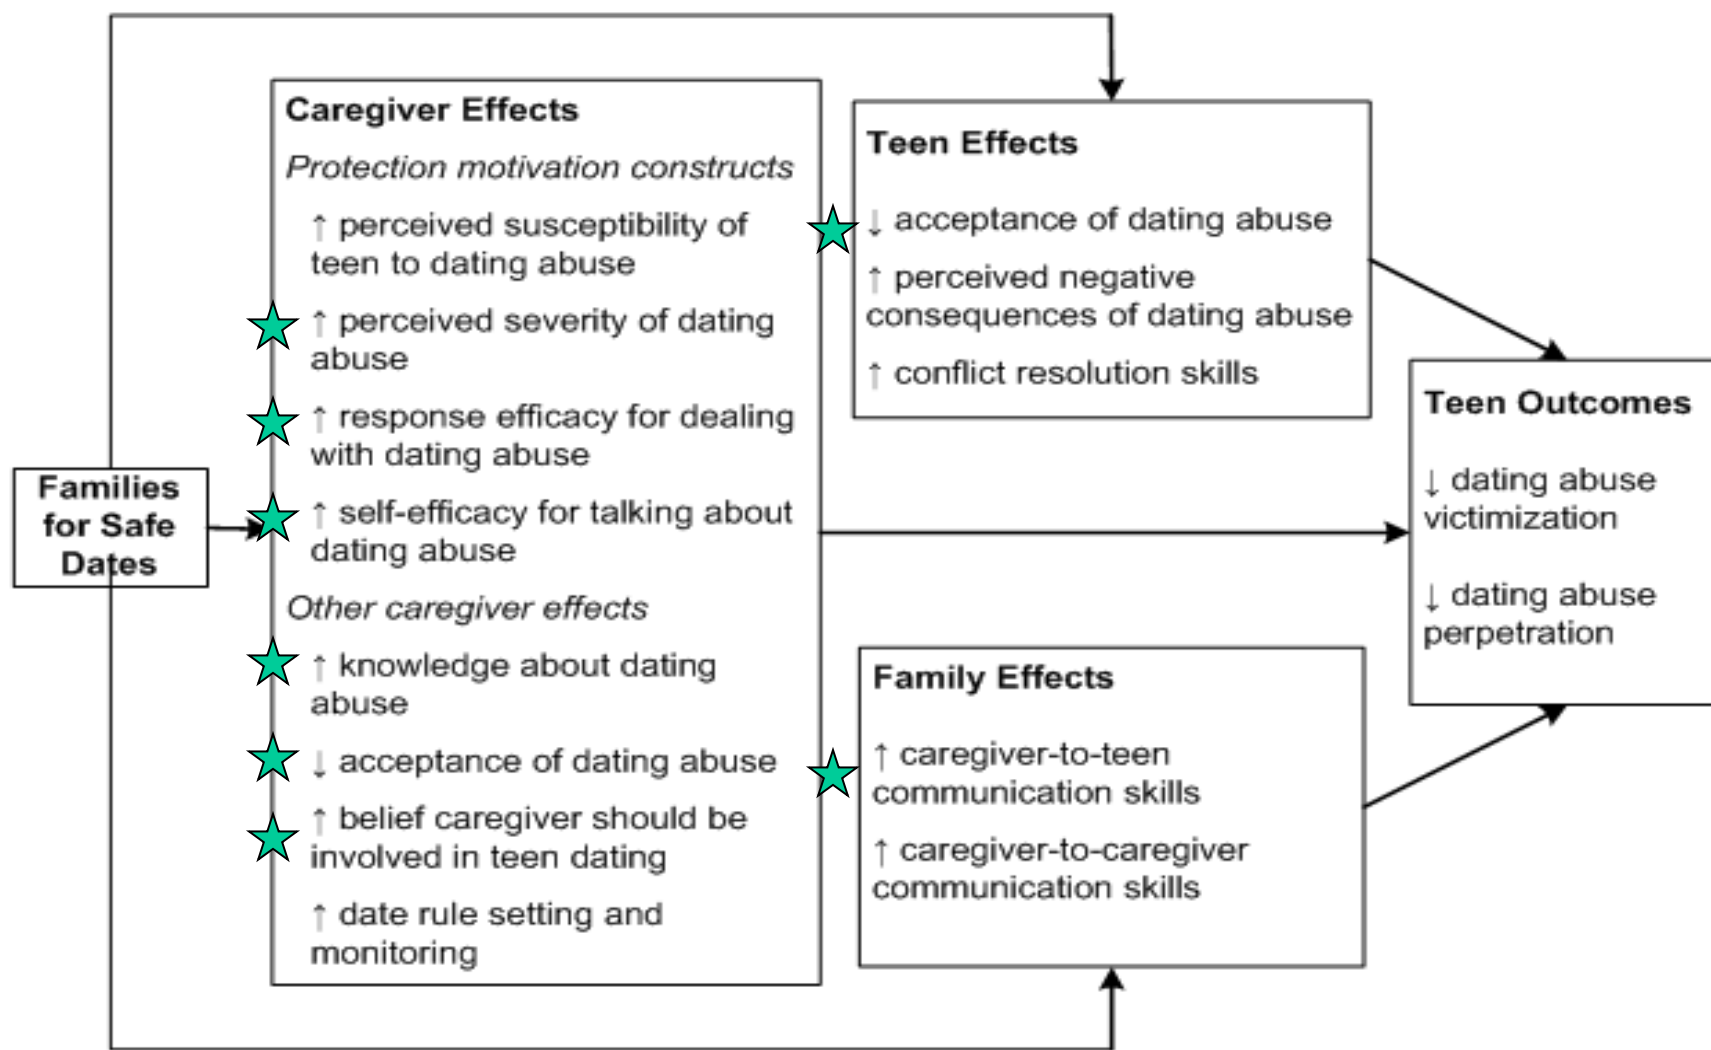 Families
for Safe
Dates
Caregiver Effects
Protection motivation constructs
↑ perceived susceptibility of
teen to dating abuse
↑ perceived severity of dating
abuse
↑ response efficacy for dealing
with dating abuse
↑ self-efficacy for talking about
dating abuse
Other caregiver effects
↑ knowledge about dating
abuse
↓ acceptance of dating abuse
↑ belief caregiver should be
involved in teen dating
↑ date rule setting and
monitoring
Teen Effects
↓ acceptance of dating abuse
↑ perceived negative
consequences of dating abuse
↑ conflict resolution skills
Family Effects
↑ caregiver-to-teen
communication skills
↑ caregiver-to-caregiver
communication skills
Teen Outcomes
↓ dating abuse
victimization
↓ dating abuse
perpetration